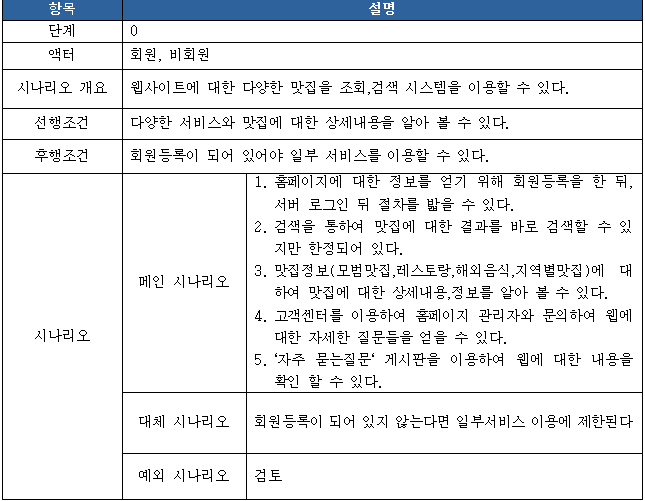 항목 설명
단계 0
액터 회원, 비회원
시나리오 개요 웹사이트에 대한 다양한 맛집을 조회,검색 시스템을 이용할 수 있다.
선행조건 다양한 서비스와 맛집에 대한 상세내용을 알아 볼 수 있다.
후행조건 회원등록이 되어 있어야 일부 서비스를 이용할 수 있다.
시나리오
메인 시나리오
1. 홈페이지에 대한 정보를 얻기 위해 회원등록을 한 뒤,
서버 로그인 뒤 절차를 밟을 수 있다.
2. 검색을 통하여 맛집에 대한 결과를 바로 검색할 수 있
지만 한정되어 있다.
3. 맛집정보(모범맛집,레스토랑,해외음식,지역별맛집)에 대
하여 맛집에 대한 상세내용,정보를 알아 볼 수 있다.
4. 고객센터를 이용하여 홈페이지 관리자와 문의하여 웹에
대한 자세한 질문들을 얻을 수 있다.
5. ‘자주 묻는질문‘ 게시판을 이용하여 웹에 대한 내용을
확인 할 수 있다.
대체 시나리오 회원등록이 되어 있지 않는다면 일부서비스 이용에 제한된다
예외 시나리오 검토